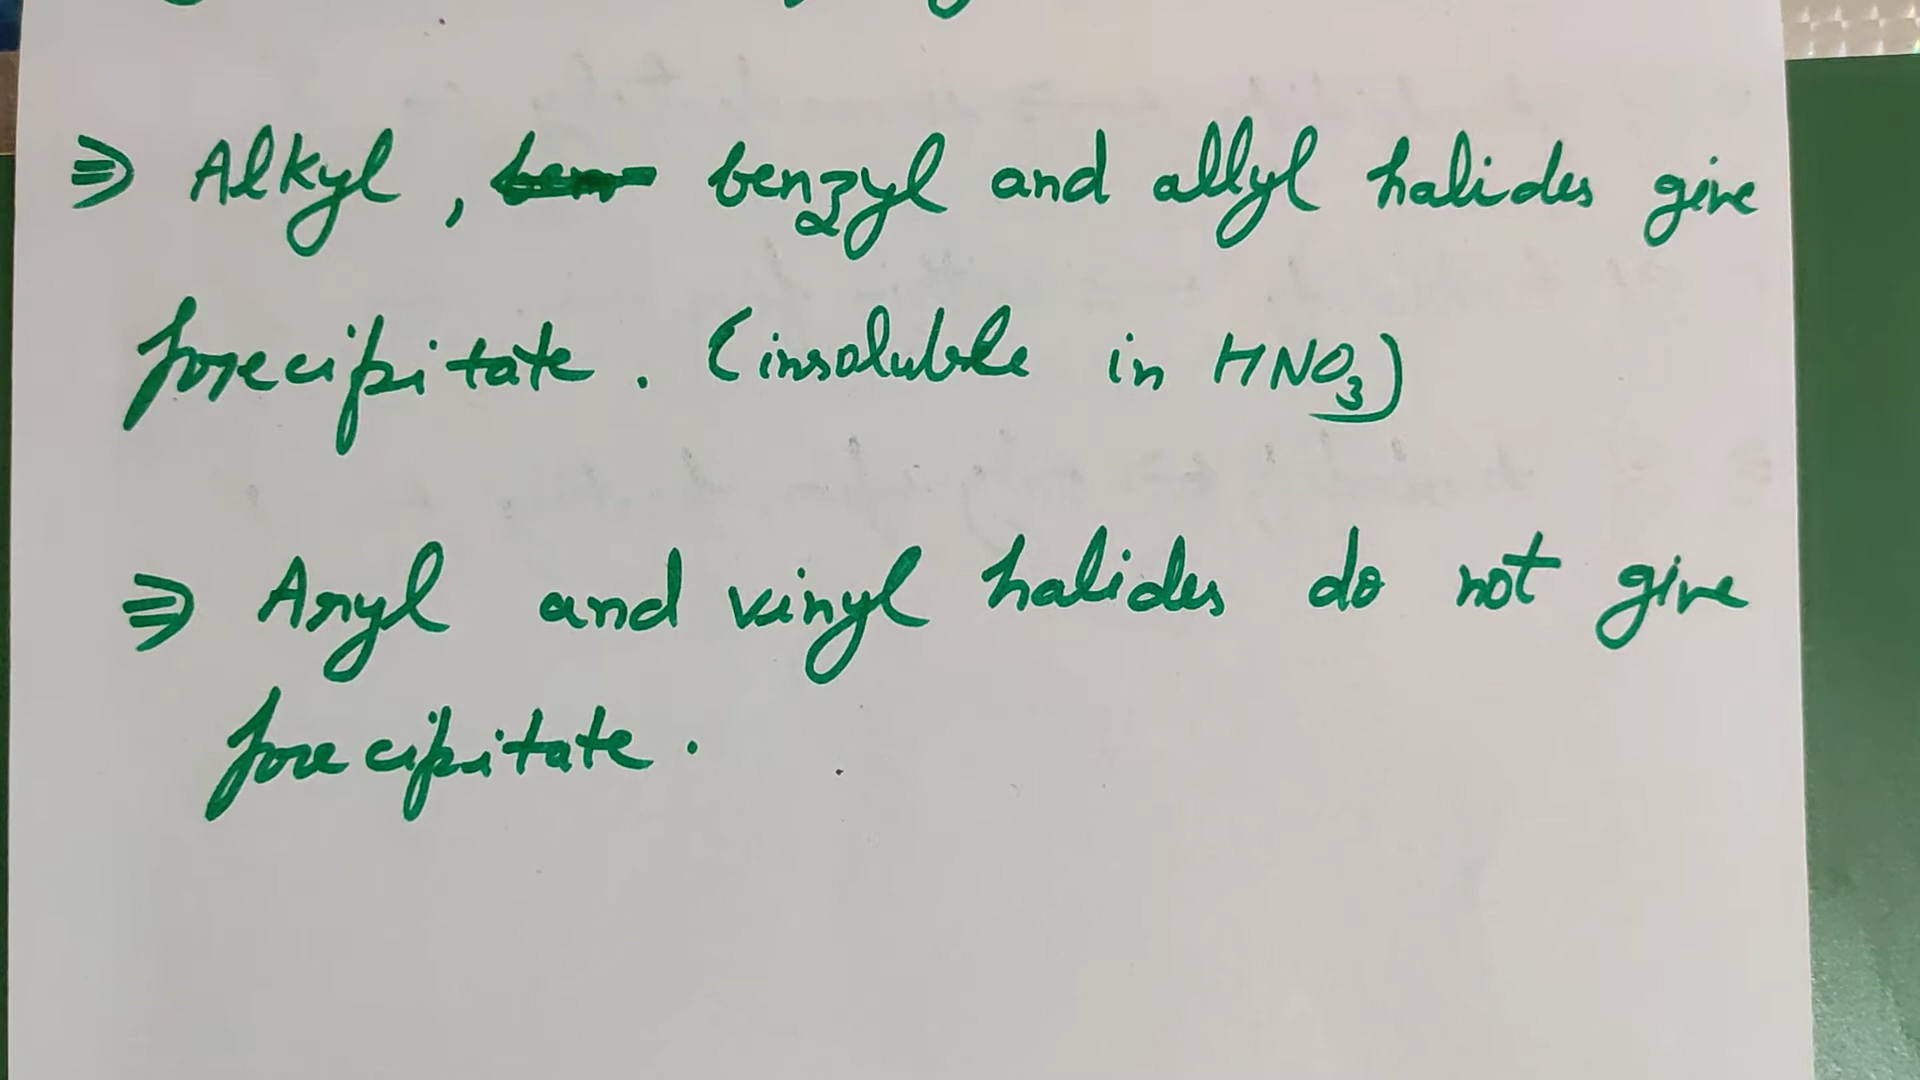 ⇒ Alkyl, benzyl and allyl halides give
precipitate. (insoluble in HNO₃)
⇒ Aryl and vinyl halides do not give
precipitate.